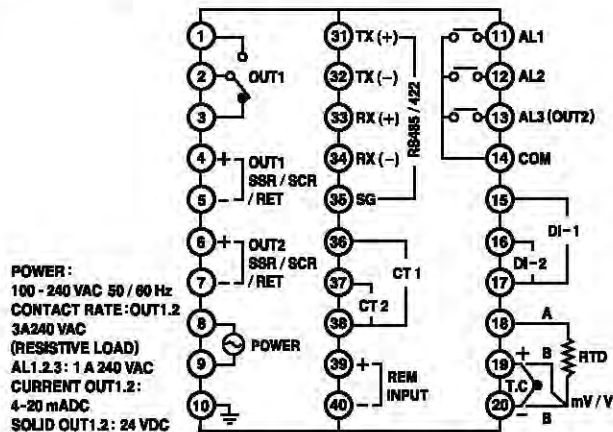 1
2
3
OUT1
4 +
5 -
OUT1
SSR / SCR
/ RET
6 +
7 -
OUT2
SSR / SCR
/ RET
8
9
POWER
10
POWER:
100 - 240 VAC 50 / 60 Hz
CONTACT RATE: OUT1.2
3A240 VAC
(RESISTIVE LOAD)
AL1.2.3: 1 A 240 VAC
CURRENT OUT1.2:
4-20 mADC
SOLID OUT1.2: 24 VDC
31 TX (+)
32 TX (-)
33 RX (+)
34 RX (-)
35 SG
RS485 / 422
36
37
38
CT 1
CT 2
39 +
40 -
REM
INPUT
11 AL1
12 AL2
13 AL3 (OUT2)
14 COM
15
16
17
DI-1
DI-2
18 A
19 + B
20 - B
T.C
RTD
mV / V